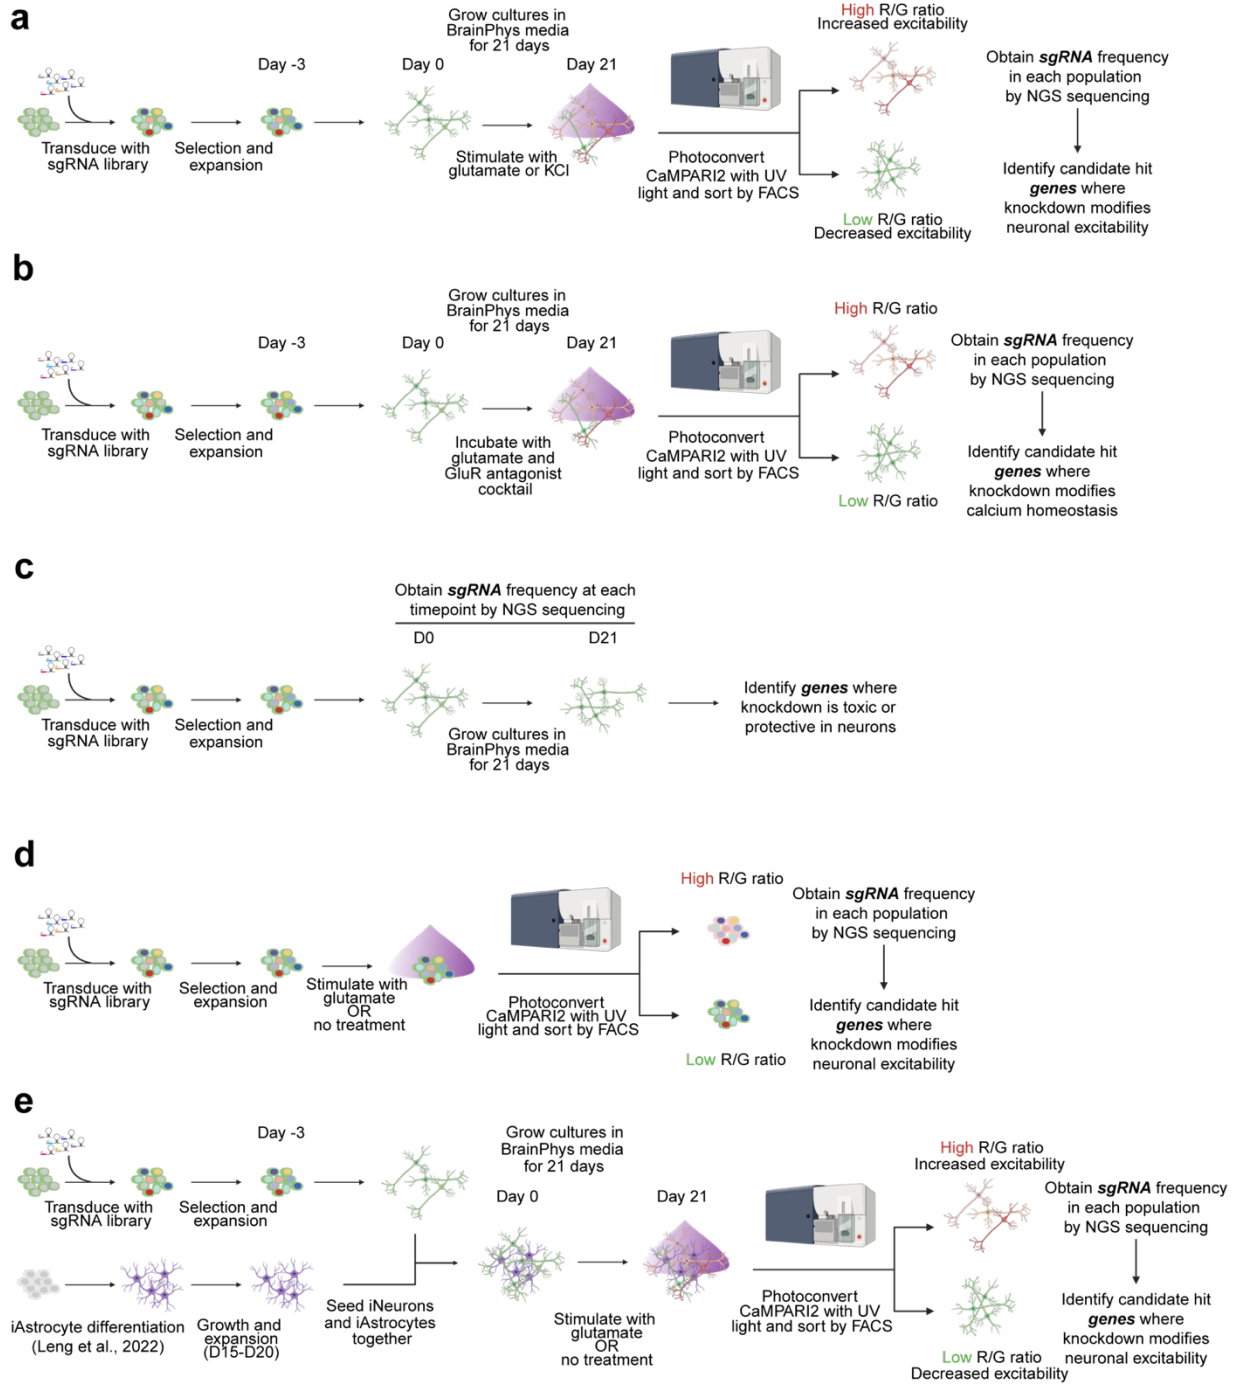 a
Grow cultures in
BrainPhys media
for 21 days
High R/G ratio
Increased excitability
Day -3
Day 0
Day 21
Obtain sgRNA frequency
in each population
by NGS sequencing
Transduce with
sgRNA library
Selection and
expansion
Stimulate with
glutamate or KCl
Photoconvert
CaMPARI2 with UV
light and sort by FACS
Identify candidate hit
genes where
knockdown modifies
neuronal excitability
Low R/G ratio
Decreased excitability
b
Grow cultures in
BrainPhys media
for 21 days
High R/G ratio
Day -3
Day 0
Day 21
Obtain sgRNA frequency
in each population
by NGS sequencing
Transduce with
sgRNA library
Selection and
expansion
Incubate with
glutamate and
GluR antagonist
cocktail
Photoconvert
CaMPARI2 with UV
light and sort by FACS
Identify candidate hit
genes where
knockdown modifies
calcium homeostasis
Low R/G ratio
c
Obtain sgRNA frequency at each
timepoint by NGS sequencing
D0
D21
Transduce with
sgRNA library
Selection and
expansion
Grow cultures in
BrainPhys media
for 21 days
Identify genes where
knockdown is toxic or
protective in neurons
d
High R/G ratio
Obtain sgRNA frequency
in each population
by NGS sequencing
Transduce with
sgRNA library
Selection and
expansion
Stimulate with
glutamate
OR
no treatment
Photoconvert
CaMPARI2 with UV
light and sort by FACS
Identify candidate hit
genes where
knockdown modifies
neuronal excitability
Low R/G ratio
e
Day -3
Grow cultures in
BrainPhys media
for 21 days
High R/G ratio
Increased excitability
Transduce with
sgRNA library
Selection and
expansion
Day 0
Day 21
Obtain sgRNA frequency
in each population
by NGS sequencing
iAstrocyte differentiation
(Leng et al., 2022)
Growth and
expansion
(D15-D20)
Seed iNeurons
and iAstrocytes
together
Stimulate with
glutamate
OR
no treatment
Photoconvert
CaMPARI2 with UV
light and sort by FACS
Identify candidate hit
genes where
knockdown modifies
neuronal excitability
Low R/G ratio
Decreased excitability